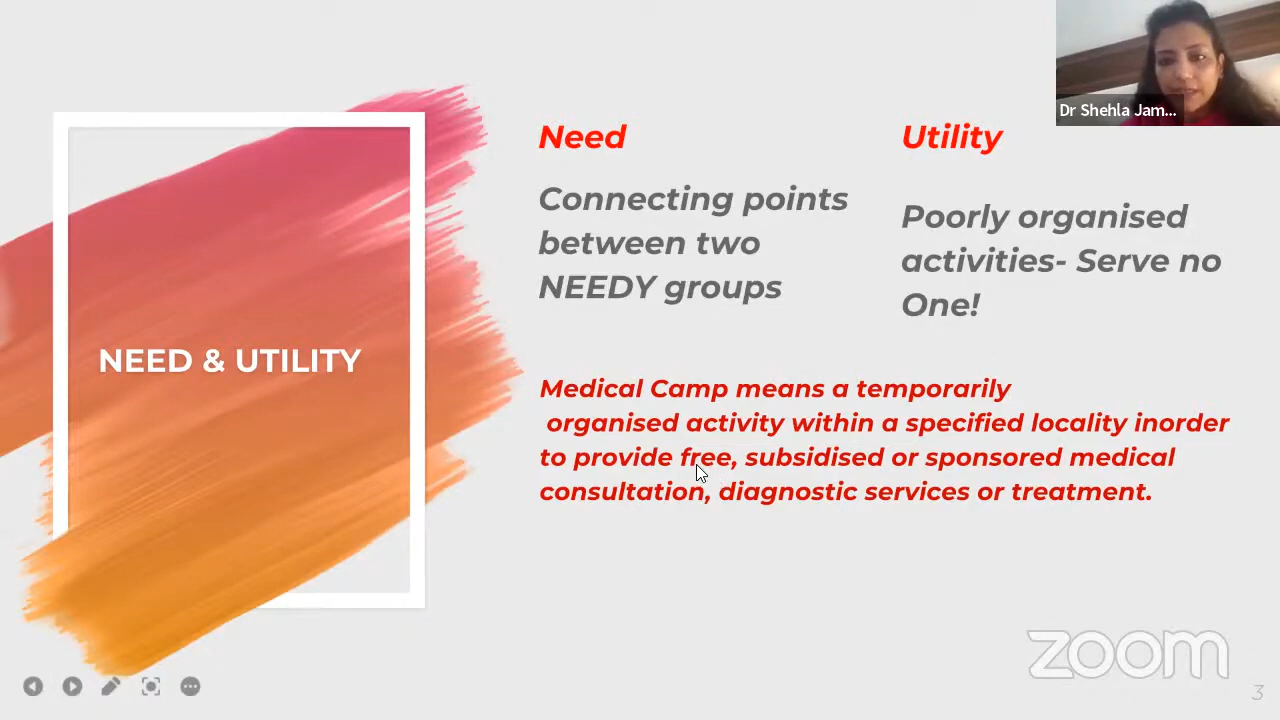 Dr Shehla Jam...
NEED & UTILITY
Need
Connecting points
between two
NEEDY groups
Utility
Poorly organised
activities- Serve no
One!
Medical Camp means a temporarily
organised activity within a specified locality inorder
to provide free, subsidised or sponsored medical
consultation, diagnostic services or treatment.
zoom
3